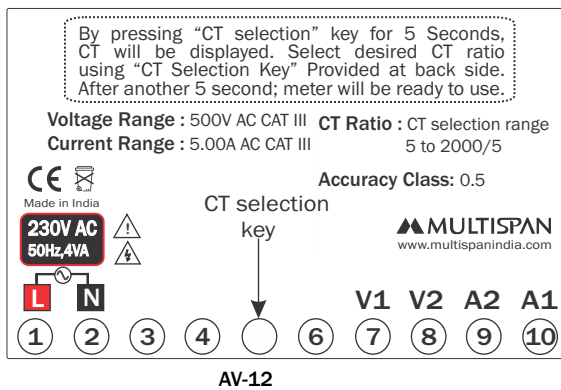 By pressing “CT selection” key for 5 Seconds,
CT will be displayed. Select desired CT ratio
using “CT Selection Key” Provided at back side.
After another 5 second; meter will be ready to use.
Voltage Range : 500V AC CAT III
Current Range : 5.00A AC CAT III
CT Ratio : CT selection range
5 to 2000/5
Accuracy Class: 0.5
CE
Made in India
230V AC
50Hz,4VA
L N
CT selection
key
MULTISPAN
www.multispanindia.com
V1 V2 A2 A1
1 2 3 4 6 7 8 9 10
AV-12